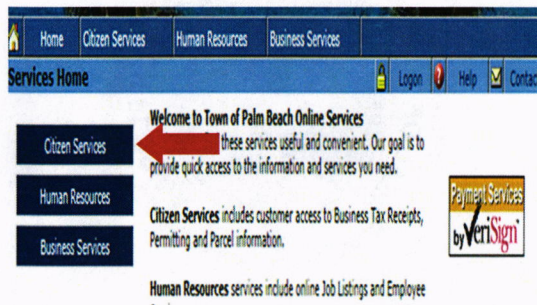 Home Citizen Services Human Resources Business Services
Services Home Logon Help Contac
Citizen Services
Human Resources
Business Services
Welcome to Town of Palm Beach Online Services
these services useful and convenient. Our goal is to
provide quick access to the information and services you need.
Citizen Services includes customer access to Business Tax Receipts,
Permitting and Parcel information.
Human Resources services include online Job Listings and Employee
Payment Services
by VeriSign